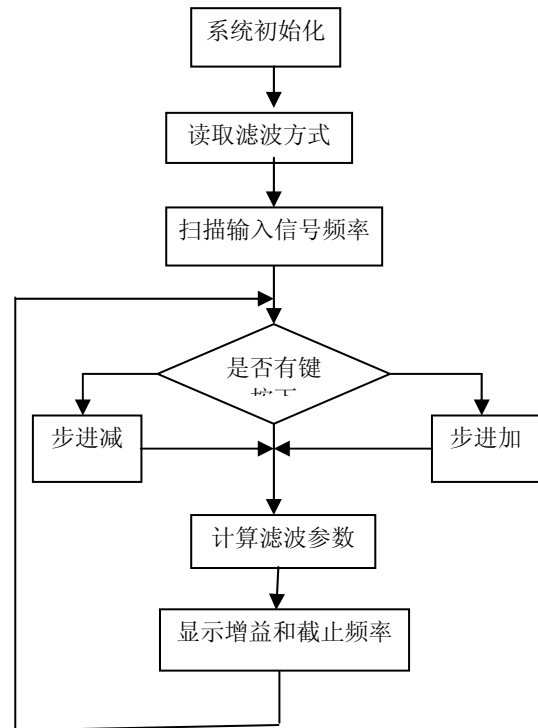 系统初始化
读取滤波方式
扫描输入信号频率
是否有键
按下
步进减
步进加
计算滤波参数
显示增益和截止频率